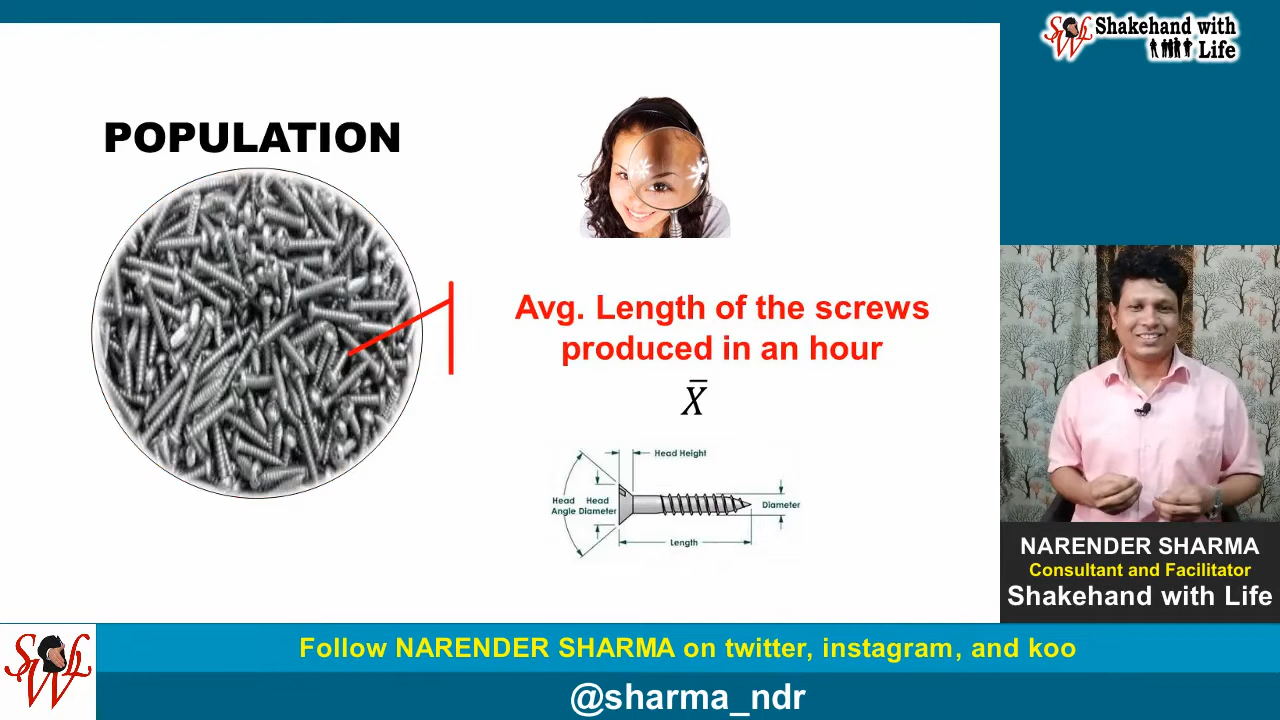 Shakehand with
Life
POPULATION
Avg. Length of the screws
produced in an hour
X̅
Head Height
Head Angle
Head Diameter
Diameter
Length
NARENDER SHARMA
Consultant and Facilitator
Shakehand with Life
SWL
Follow NARENDER SHARMA on twitter, instagram, and koo
@sharma_ndr